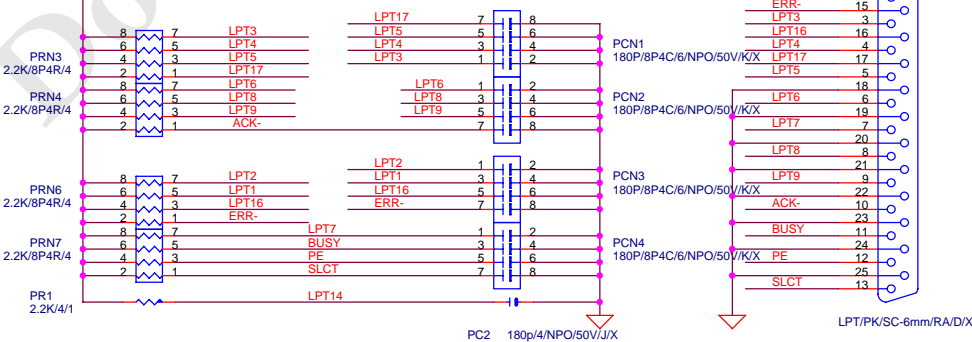 PRN3
2.2K/8P4R/4
8 7 LPT3
6 5 LPT4
4 3 LPT5
2 1 LPT17
PRN4
2.2K/8P4R/4
8 7 LPT6
6 5 LPT8
4 3 LPT9
2 1 ACK-
PRN6
2.2K/8P4R/4
8 7 LPT2
6 5 LPT1
4 3 LPT16
2 1 ERR-
PRN7
2.2K/8P4R/4
8 7 LPT7
6 5 BUSY
4 3 PE
2 1 SLCT
PR1
2.2K/4/1
LPT14
LPT17 7 8
LPT5 5 6
LPT4 3 4
LPT3 1 2
PCN1
180P/8P4C/6/NPO/50V/K/X
LPT6 1 2
LPT8 3 4
LPT9 5 6
7 8
PCN2
180P/8P4C/6/NPO/50V/K/X
LPT2 1 2
LPT1 3 4
LPT16 5 6
ERR- 7 8
PCN3
180P/8P4C/6/NPO/50V/K/X
1 2
3 4
5 6
7 8
PCN4
180P/8P4C/6/NPO/50V/K/X
PC2 180p/4/NPO/50V/J/X
ERR- 15
LPT3 3
LPT16 16
LPT4 4
LPT17 17
LPT5 5
18
LPT6 6
19
LPT7 7
20
LPT8 8
21
LPT9 9
22
ACK- 10
23
BUSY 11
24
PE 12
25
SLCT 13
LPT/PK/SC-6mm/RA/D/X